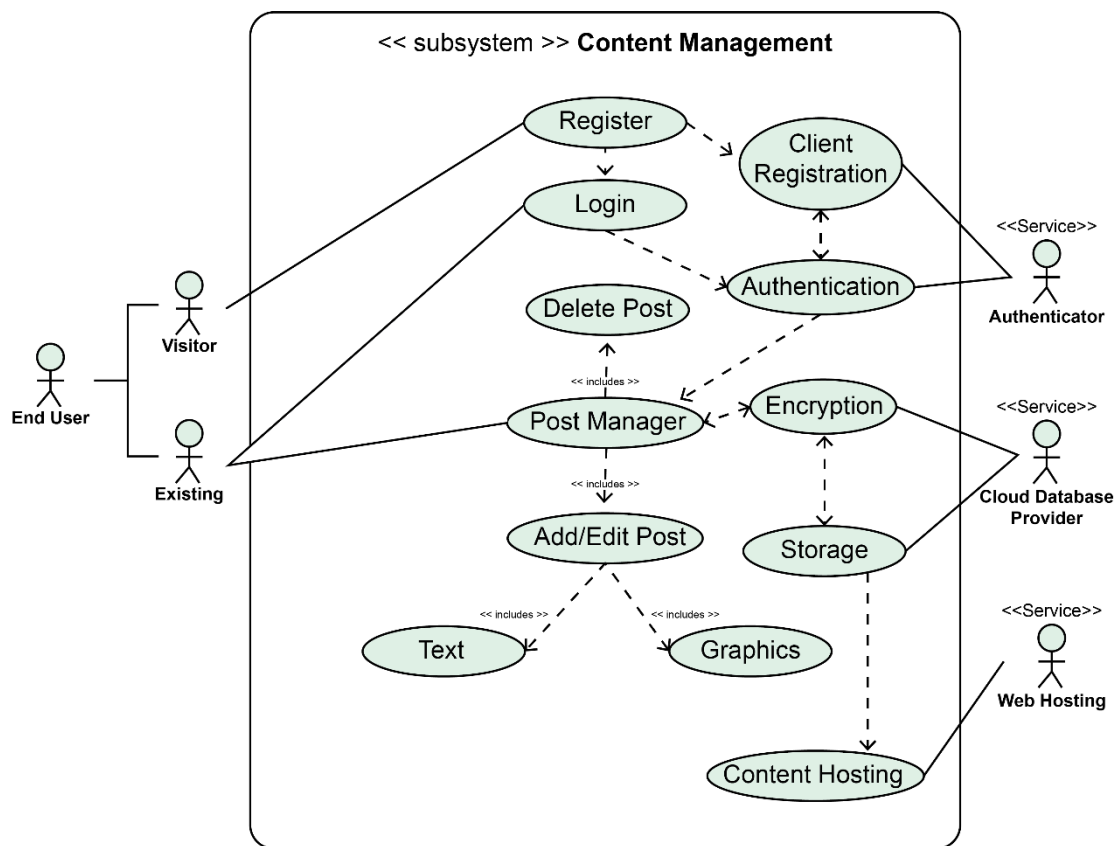 << subsystem >> Content Management
Register
Client
Registration
Login
<<Service>>
Authenticator
Authentication
Delete Post
Visitor
End User
<< includes >>
Post Manager
Encryption
<<Service>>
Cloud Database
Provider
Existing
<< includes >>
Add/Edit Post
Storage
<< includes >>
<< includes >>
Text
Graphics
<<Service>>
Web Hosting
Content Hosting